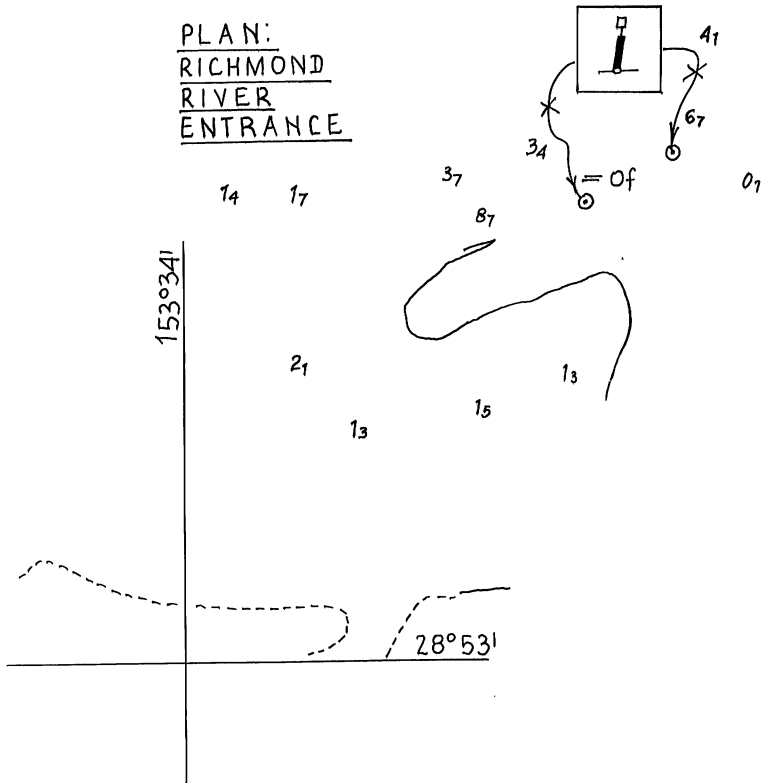 PLAN:
RICHMOND
RIVER
ENTRANCE
4₁
6₇
3₄
= Of
3₇
0₁
1₄ 1₇
8₇
153°34'
2₁
1₃
1₅
1₃
28°53'